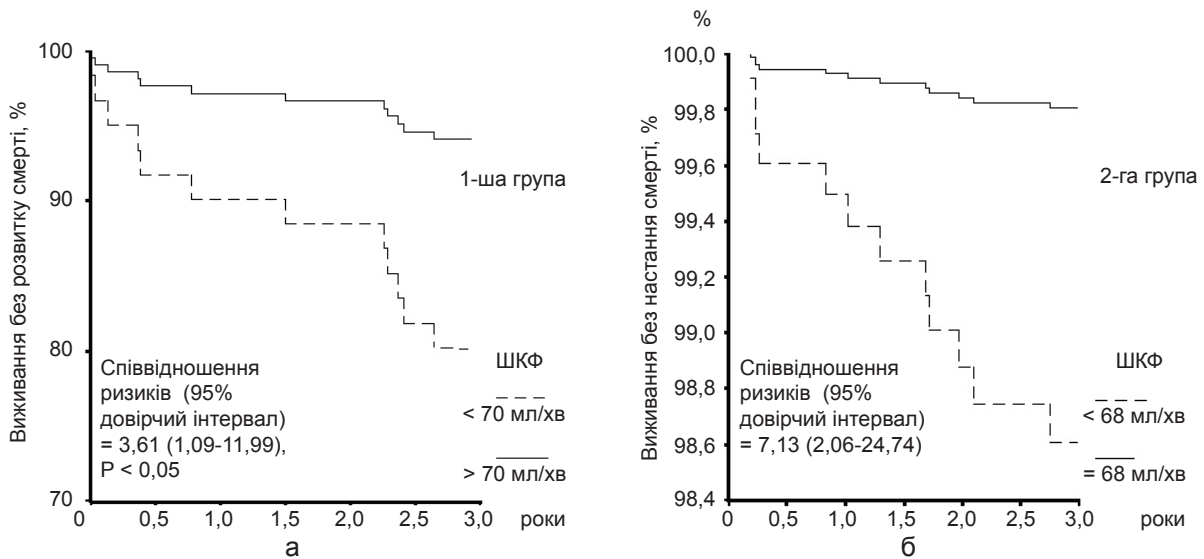 Виживання без розвитку смерті, %
100
90
80
70
1-ша група
Співвідношення
ризиків (95%
довірчий інтервал)
= 3,61 (1,09-11,99),
P < 0,05
ШКФ
< 70 мл/хв
> 70 мл/хв
0 0,5 1,0 1,5 2,0 2,5 3,0 роки
а
%
Виживання без настання смерті, %
100,0
99,8
99,6
99,4
99,2
99,0
98,8
98,6
98,4
2-га група
Співвідношення
ризиків (95%
довірчий інтервал)
= 7,13 (2,06-24,74)
ШКФ
< 68 мл/хв
= 68 мл/хв
0 0,5 1,0 1,5 2,0 2,5 3,0 роки
б